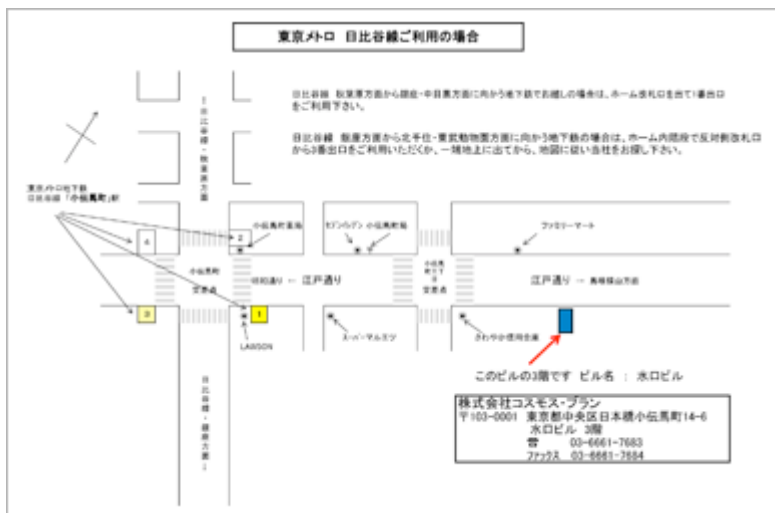 東京メトロ 日比谷線ご利用の場合
日比谷線 秋葉原方面から銀座・中目黒方面に向かう地下鉄でお越しの場合は、ホーム改札口を出て1番出口
をご利用下さい。
日比谷線 銀座方面から北千住・東武動物園方面に向かう地下鉄の場合は、ホーム内階段で反対側改札口
から3番出口をご利用いただくか、一旦地上に出てから、地図に従い当社をお探し下さい。
↑日比谷線・秋葉原方面
東京メトロ地下鉄
日比谷線「小伝馬町」駅
4
2
小伝馬町
セブンイレブン 小伝馬町
ファミリーマート
小伝馬町
交差点
← 江戸通り
交差点
江戸通り →
3
1
LAWSON
スーパーマルエツ
さわやか信用金庫
日比谷線・銀座方面↓
このビルの3階です ビル名 : 水口ビル
株式会社コスモス・プラン
〒103-0001 東京都中央区日本橋小伝馬町14-6
水口ビル 3階
☎ 03-6661-7683
ファックス 03-6661-7684